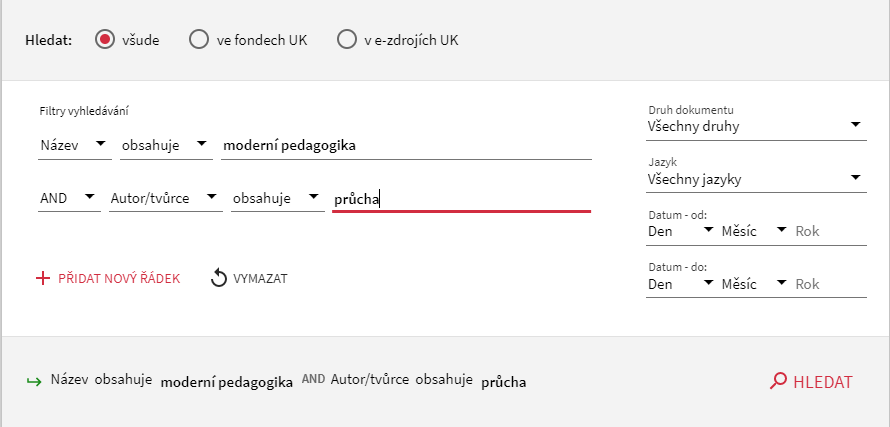 Hledat: všude ve fondech UK v e-zdrojích UK
Filtry vyhledávání
Název obsahuje moderní pedagogika
AND Autor/tvůrce obsahuje průcha
PŘIDAT NOVÝ ŘÁDEK VYMAZAT
Druh dokumentu
Všechny druhy
Jazyk
Všechny jazyky
Datum - od:
Den Měsíc Rok
Datum - do:
Den Měsíc Rok
Název obsahuje moderní pedagogika AND Autor/tvůrce obsahuje průcha
HLEDAT